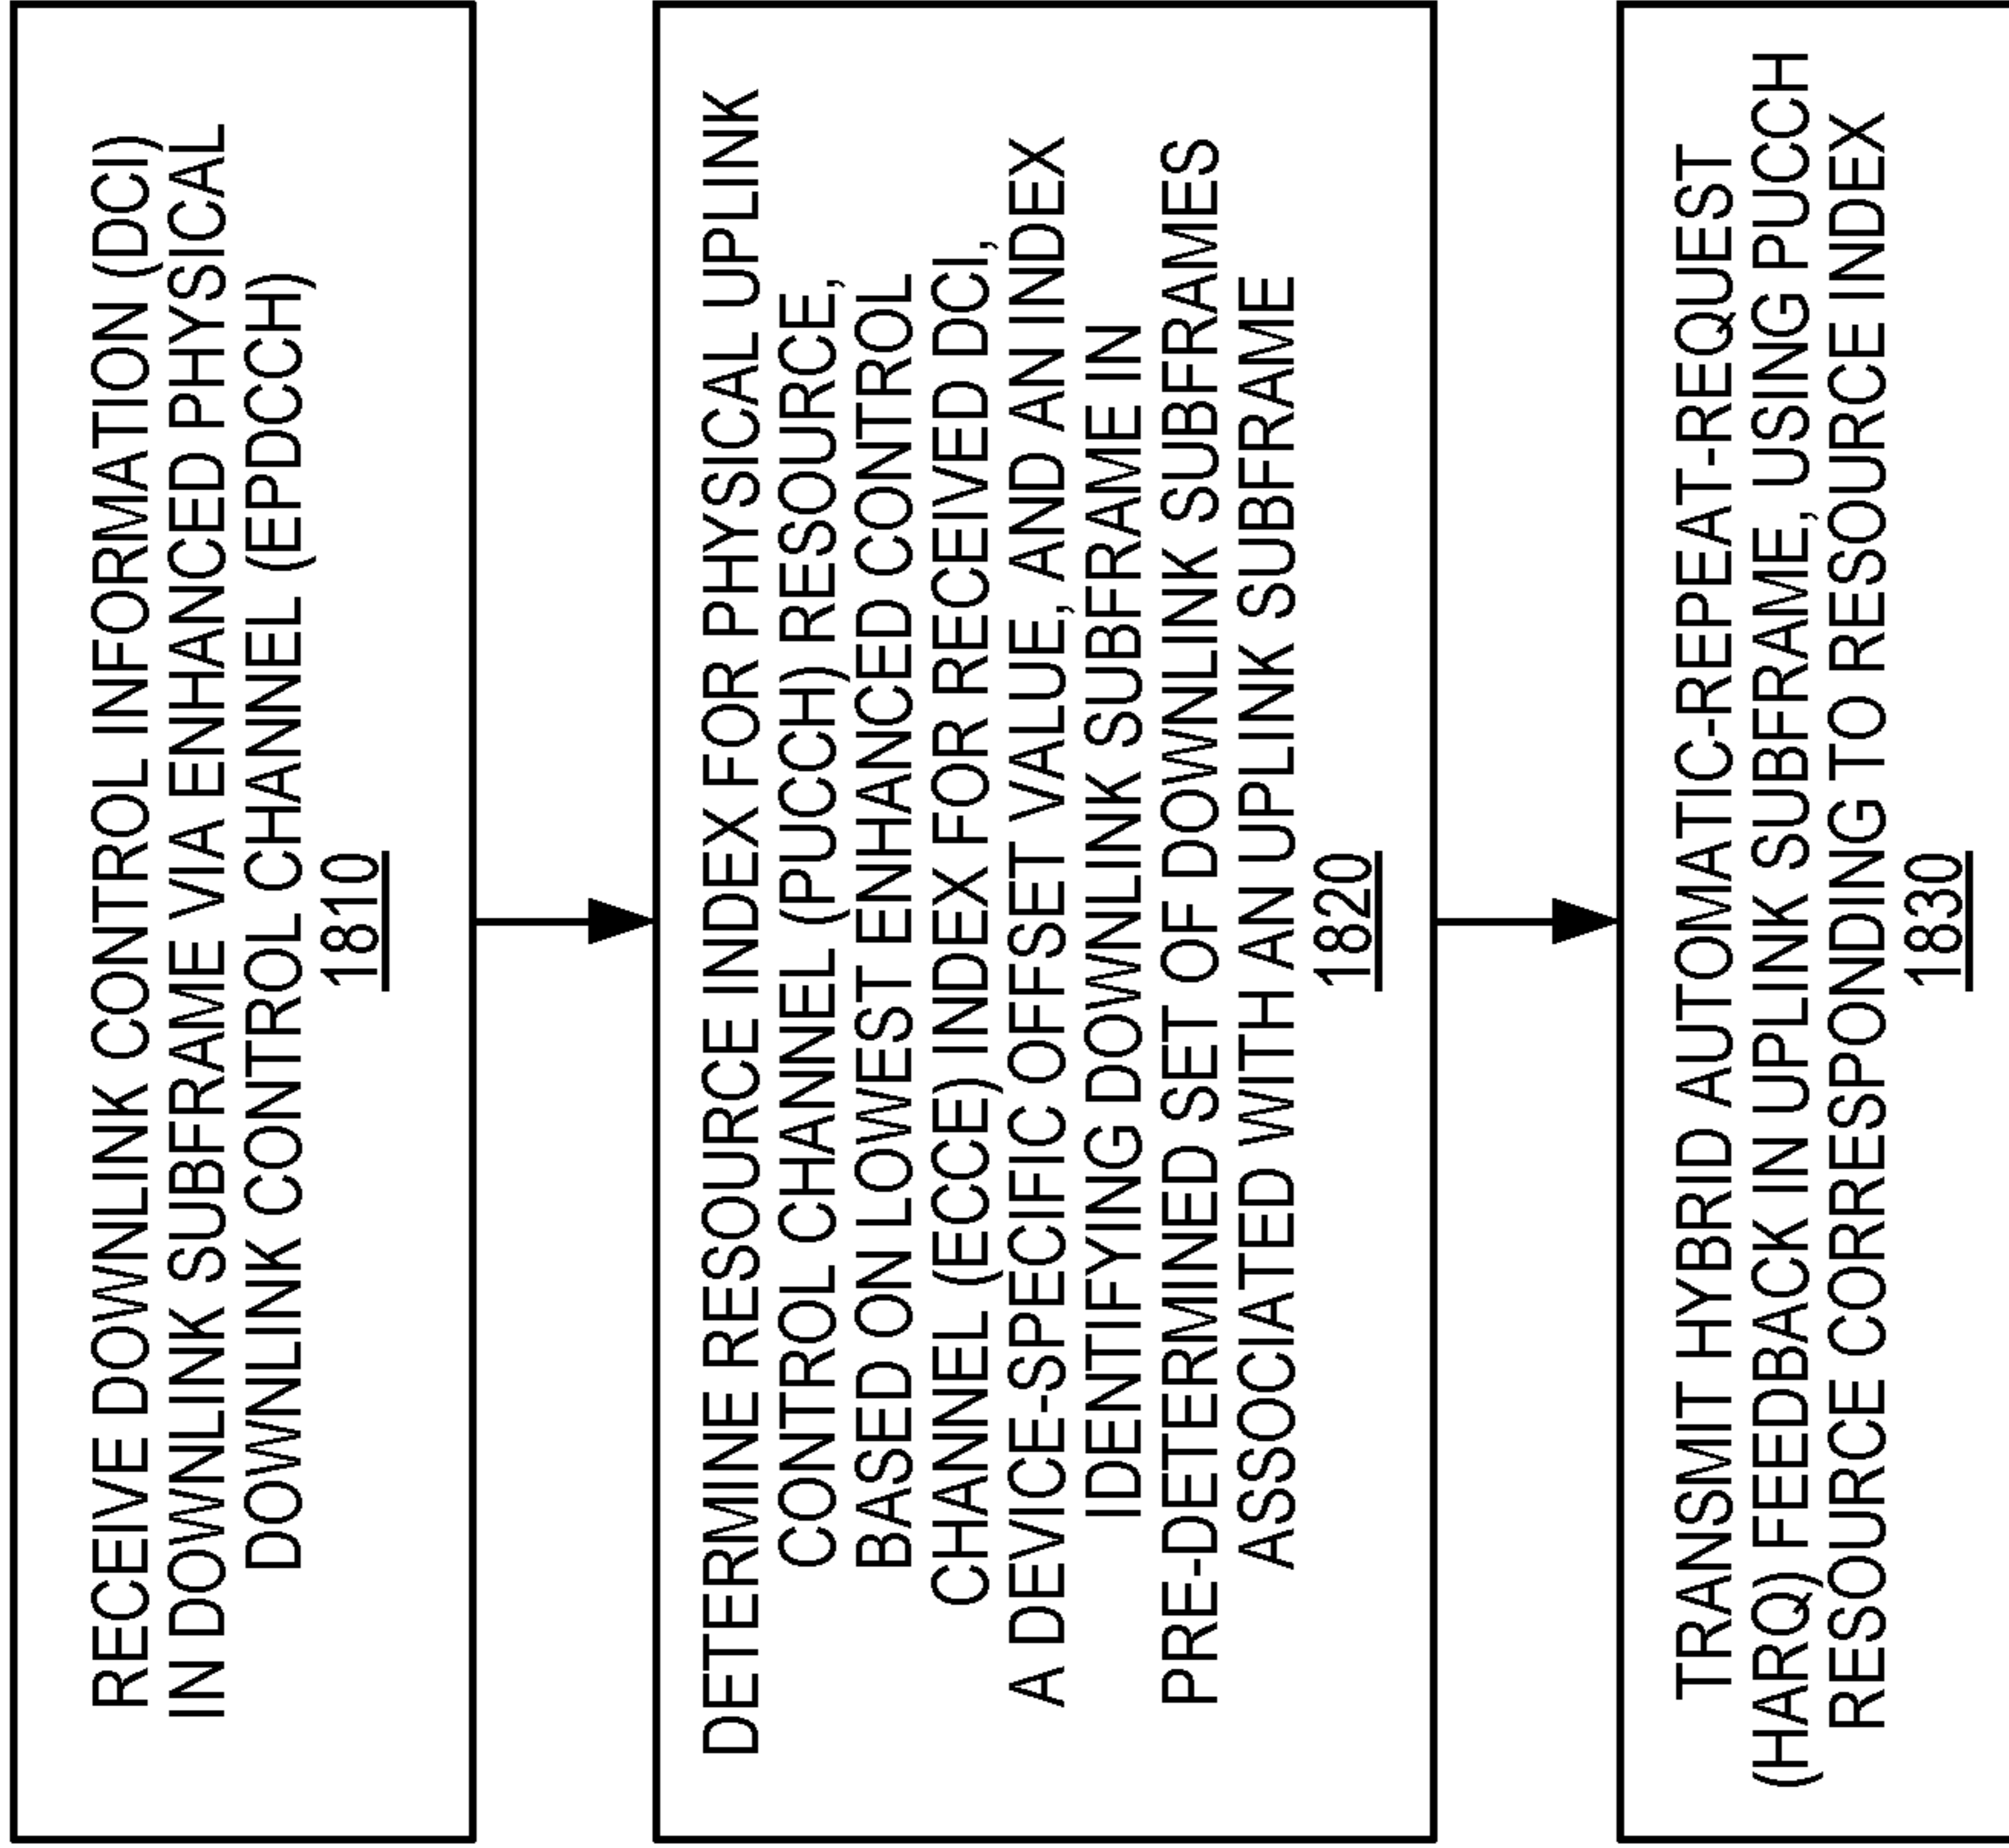 RECEIVE DOWNLINK CONTROL INFORMATION (DCI)
IN DOWNLINK SUBFRAME VIA ENHANCED PHYSICAL
DOWNLINK CONTROL CHANNEL (EPDCCH)
1810
DETERMINE RESOURCE INDEX FOR PHYSICAL UPLINK
CONTROL CHANNEL (PUCCH) RESOURCE,
BASED ON LOWEST ENHANCED CONTROL
CHANNEL (ECCE) INDEX FOR RECEIVED DCI,
A DEVICE-SPECIFIC OFFSET VALUE, AND AN INDEX
IDENTIFYING DOWNLINK SUBFRAME IN
PRE-DETERMINED SET OF DOWNLINK SUBFRAMES
ASSOCIATED WITH AN UPLINK SUBFRAME
1820
TRANSMIT HYBRID AUTOMATIC-REPEAT-REQUEST
(HARQ) FEEDBACK IN UPLINK SUBFRAME, USING PUCCH
RESOURCE CORRESPONDING TO RESOURCE INDEX
1830